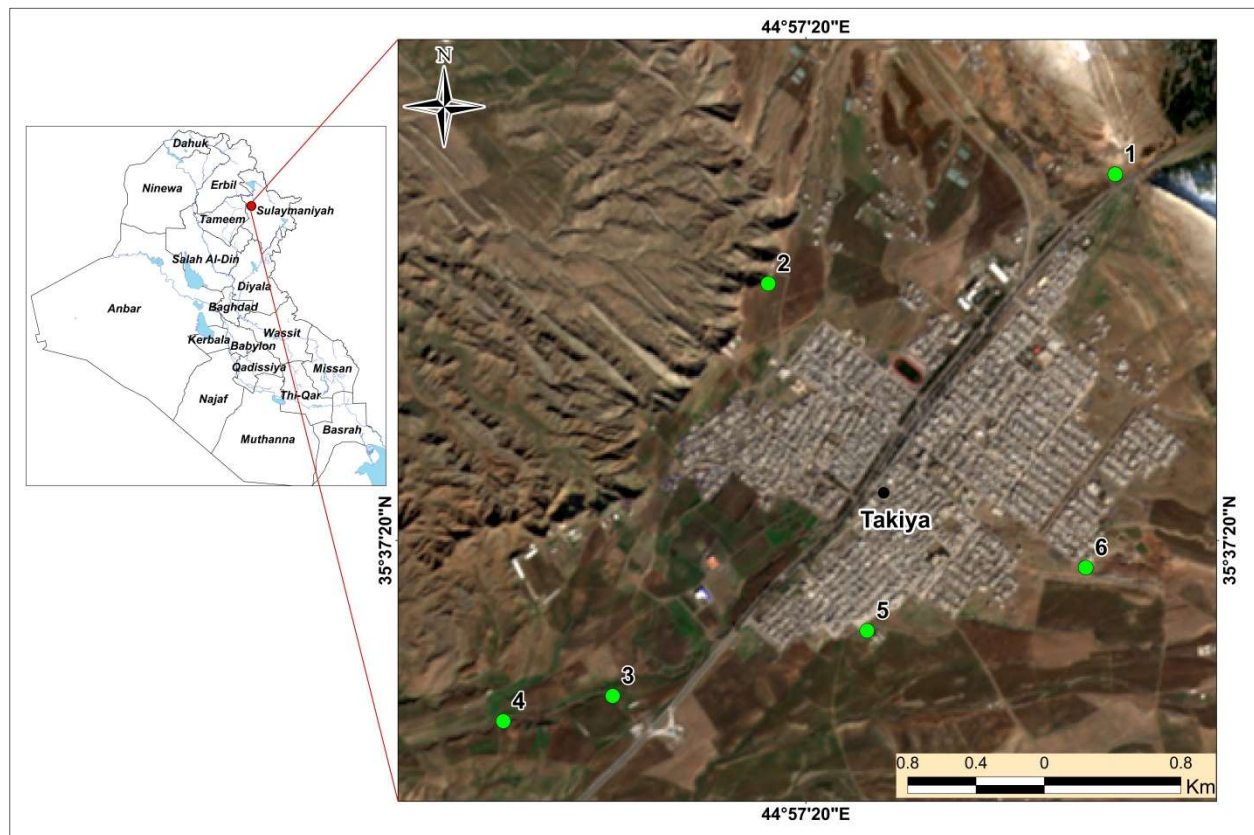 44°57'20"E
N
1
Dahuk
Ninewa
Erbil
Tameem
Sulaymaniyah
2
Salah Al-Din
Diyala
Anbar
Baghdad
Kerbala
Wassit
Babylon
Qadissiya
Missan
Najaf
Thi-Qar
Basrah
Muthanna
Takiya
35°37'20"N
35°37'20"N
6
5
3
4
0.8 0.4 0 0.8
Km
44°57'20"E